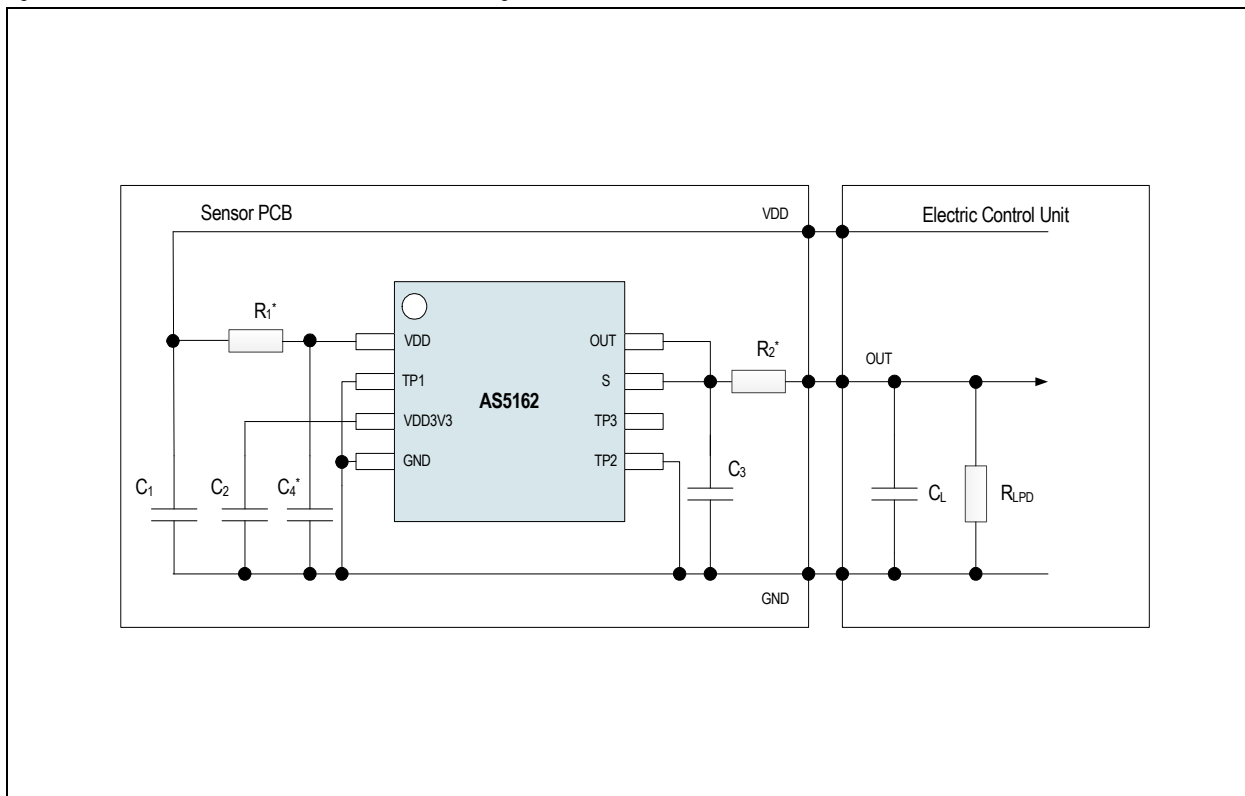 Sensor PCB
VDD
Electric Control Unit
R1*
VDD
OUT
R2*
OUT
TP1
S
AS5162
VDD3V3
TP3
GND
TP2
C1
C2
C4*
C3
CL
RLPD
GND